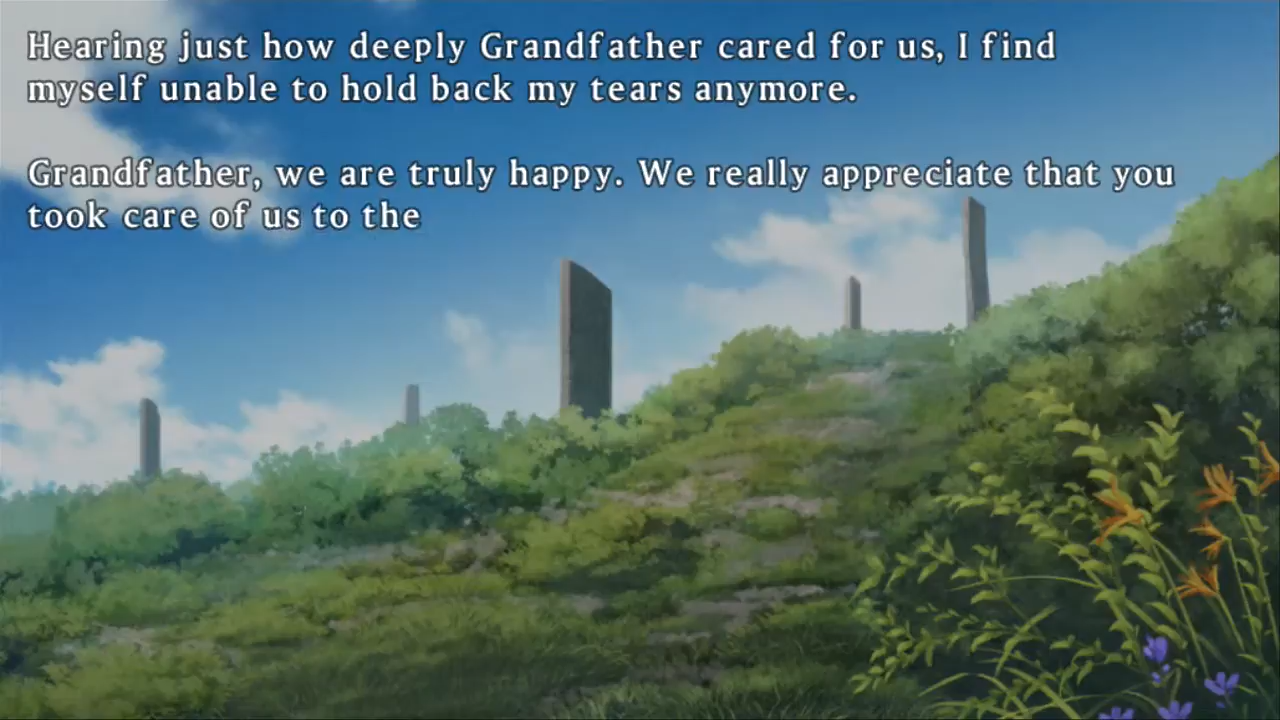 Hearing just how deeply Grandfather cared for us, I find
myself unable to hold back my tears anymore.
Grandfather, we are truly happy. We really appreciate that you
took care of us to the